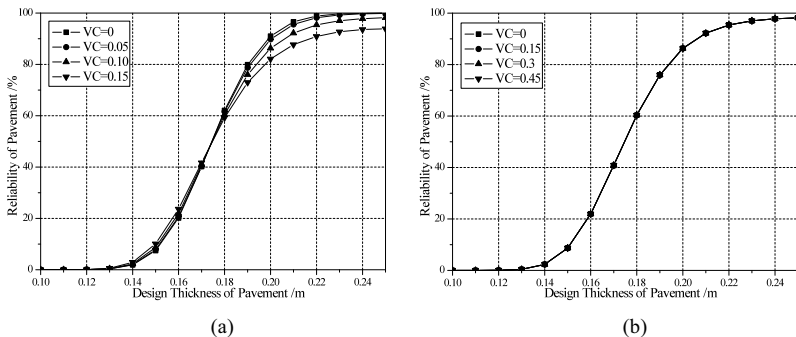 Reliability of Pavement /%
100
80
60
40
20
0
VC=0
VC=0.05
VC=0.10
VC=0.15
0.10 0.12 0.14 0.16 0.18 0.20 0.22 0.24
Design Thickness of Pavement /m
(a)
Reliability of Pavement /%
100
80
60
40
20
0
VC=0
VC=0.15
VC=0.3
VC=0.45
0.10 0.12 0.14 0.16 0.18 0.20 0.22 0.24
Design Thickness of Pavement /m
(b)